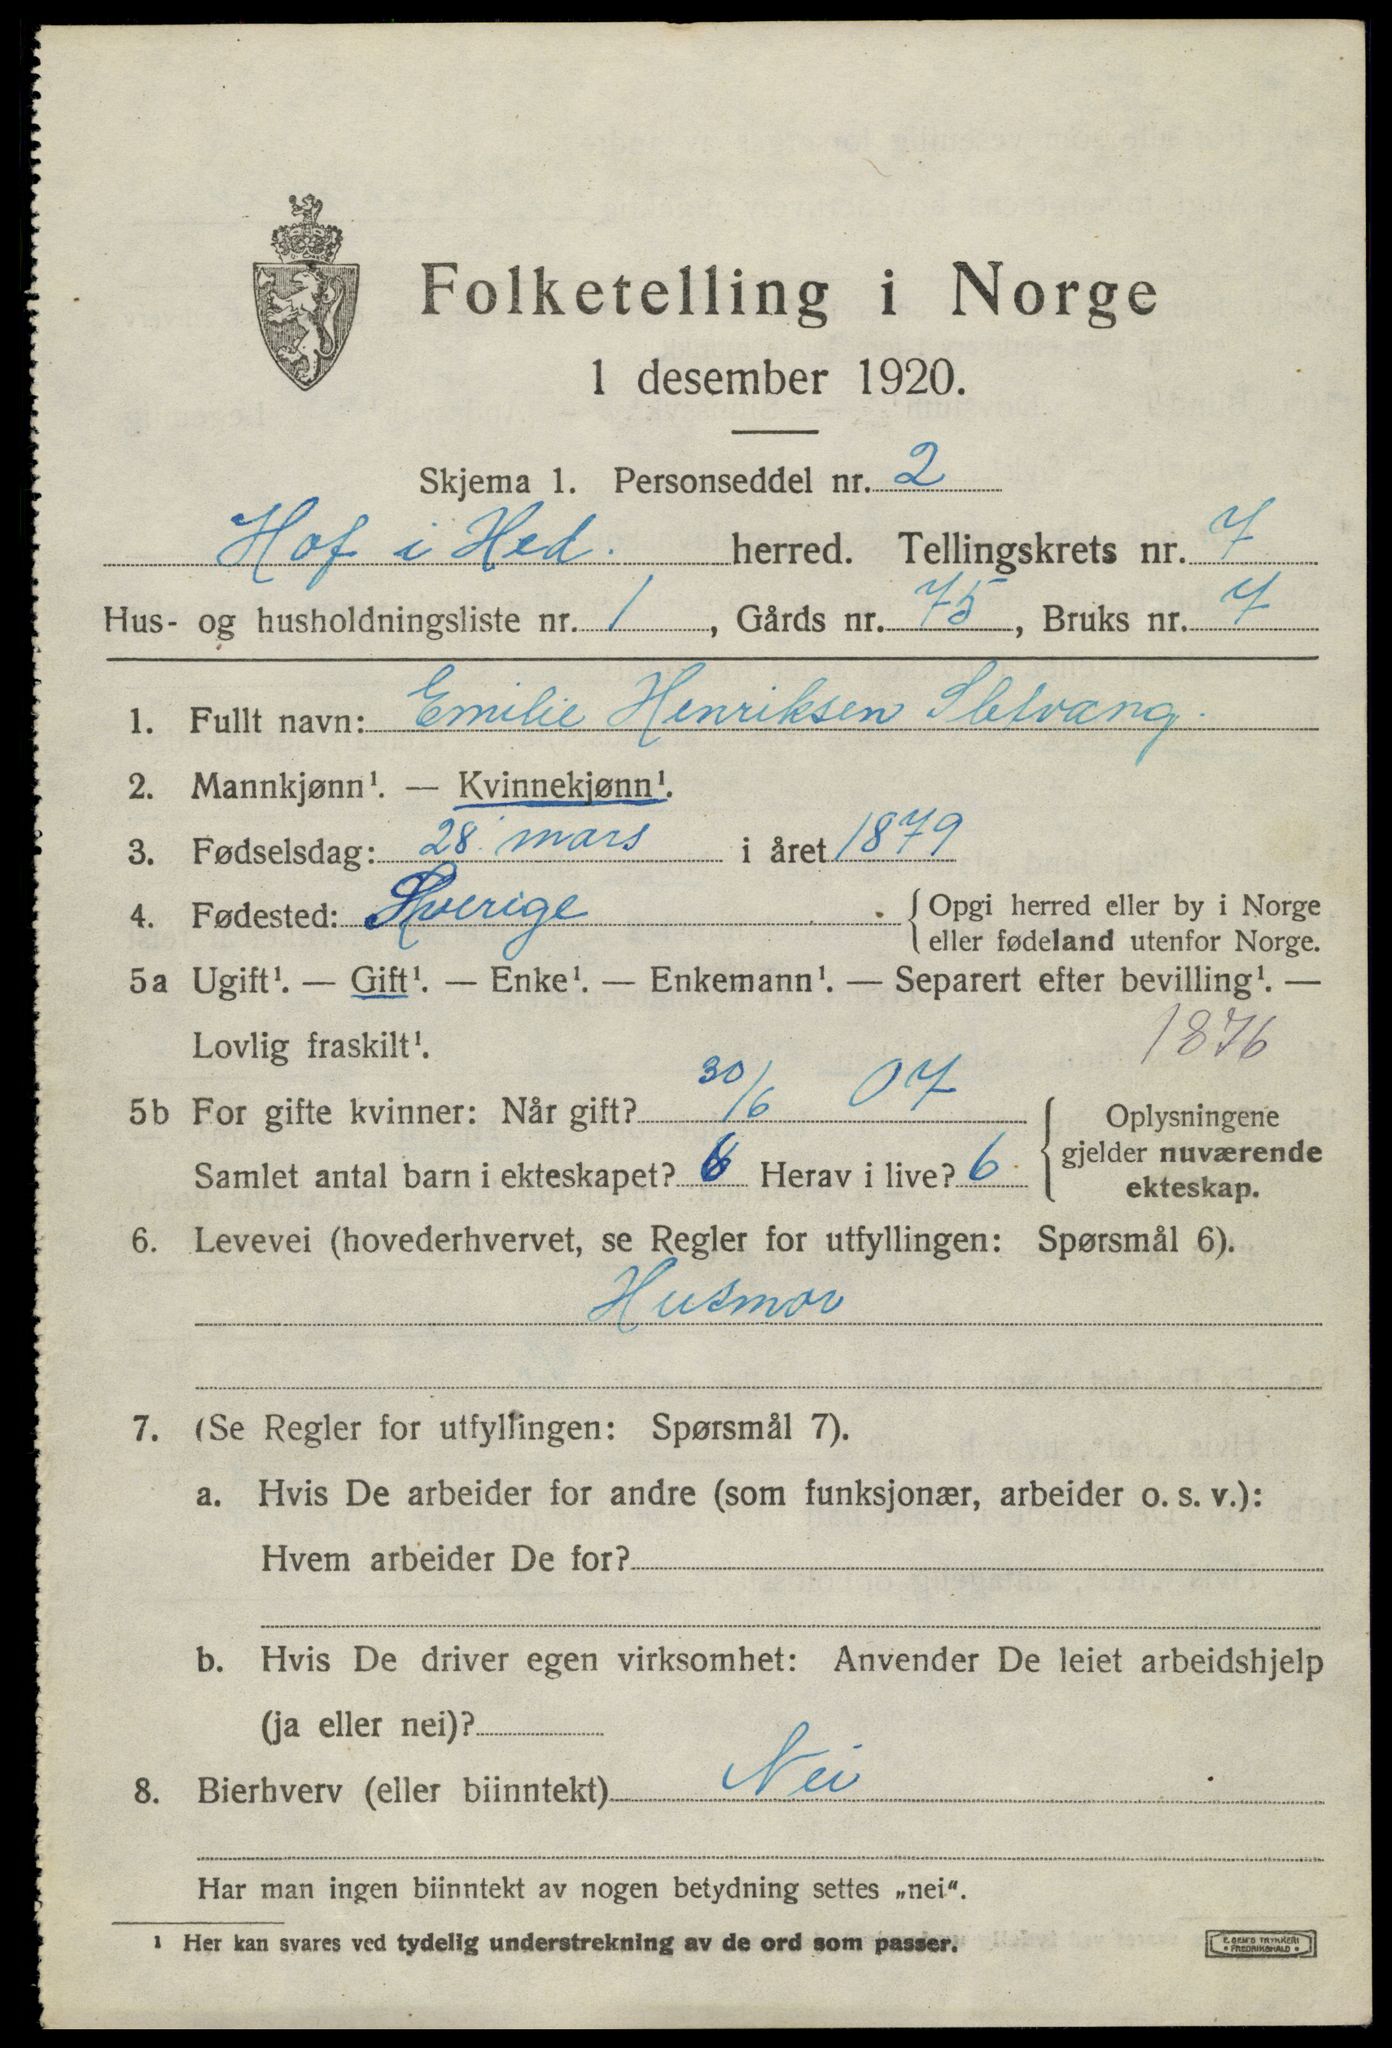 Folketelling i Norge
1 desember 1920.
Skjema 1. Personseddel nr. 2
Hof i Hed. herred. Tellingskrets nr. 7
Hus- og husholdningsliste nr. 1, Gårds nr. 75, Bruks nr. 7
1. Fullt navn: Emilie Henriksen Sletvang.
2. Mannkjønn¹. — Kvinnekjønn¹.
3. Fødselsdag: 28. mars i året 1879
4. Fødested: Sverige { Opgi herred eller by i Norge
eller fødeland utenfor Norge.
5a Ugift¹. — Gift¹. — Enke¹. — Enkemann¹. — Separert efter bevilling¹. —
Lovlig fraskilt¹. 1876
5b For gifte kvinner: Når gift? 30/6 07
Samlet antal barn i ekteskapet? 6 Herav i live? 6
{ Oplysningene
gjelder nuværende
ekteskap.
6. Levevei (hovederhvervet, se Regler for utfyllingen: Spørsmål 6).
Husmor
7. (Se Regler for utfyllingen: Spørsmål 7).
a. Hvis De arbeider for andre (som funksjonær, arbeider o. s. v.):
Hvem arbeider De for?
b. Hvis De driver egen virksomhet: Anvender De leiet arbeidshjelp
(ja eller nei)?
8. Bierhverv (eller biinntekt) Nei
Har man ingen biinntekt av nogen betydning settes „nei“.
¹ Her kan svares ved tydelig understrekning av de ord som passer.
E. SEM'S TRYKKERI
• FREDRIKSHALD •